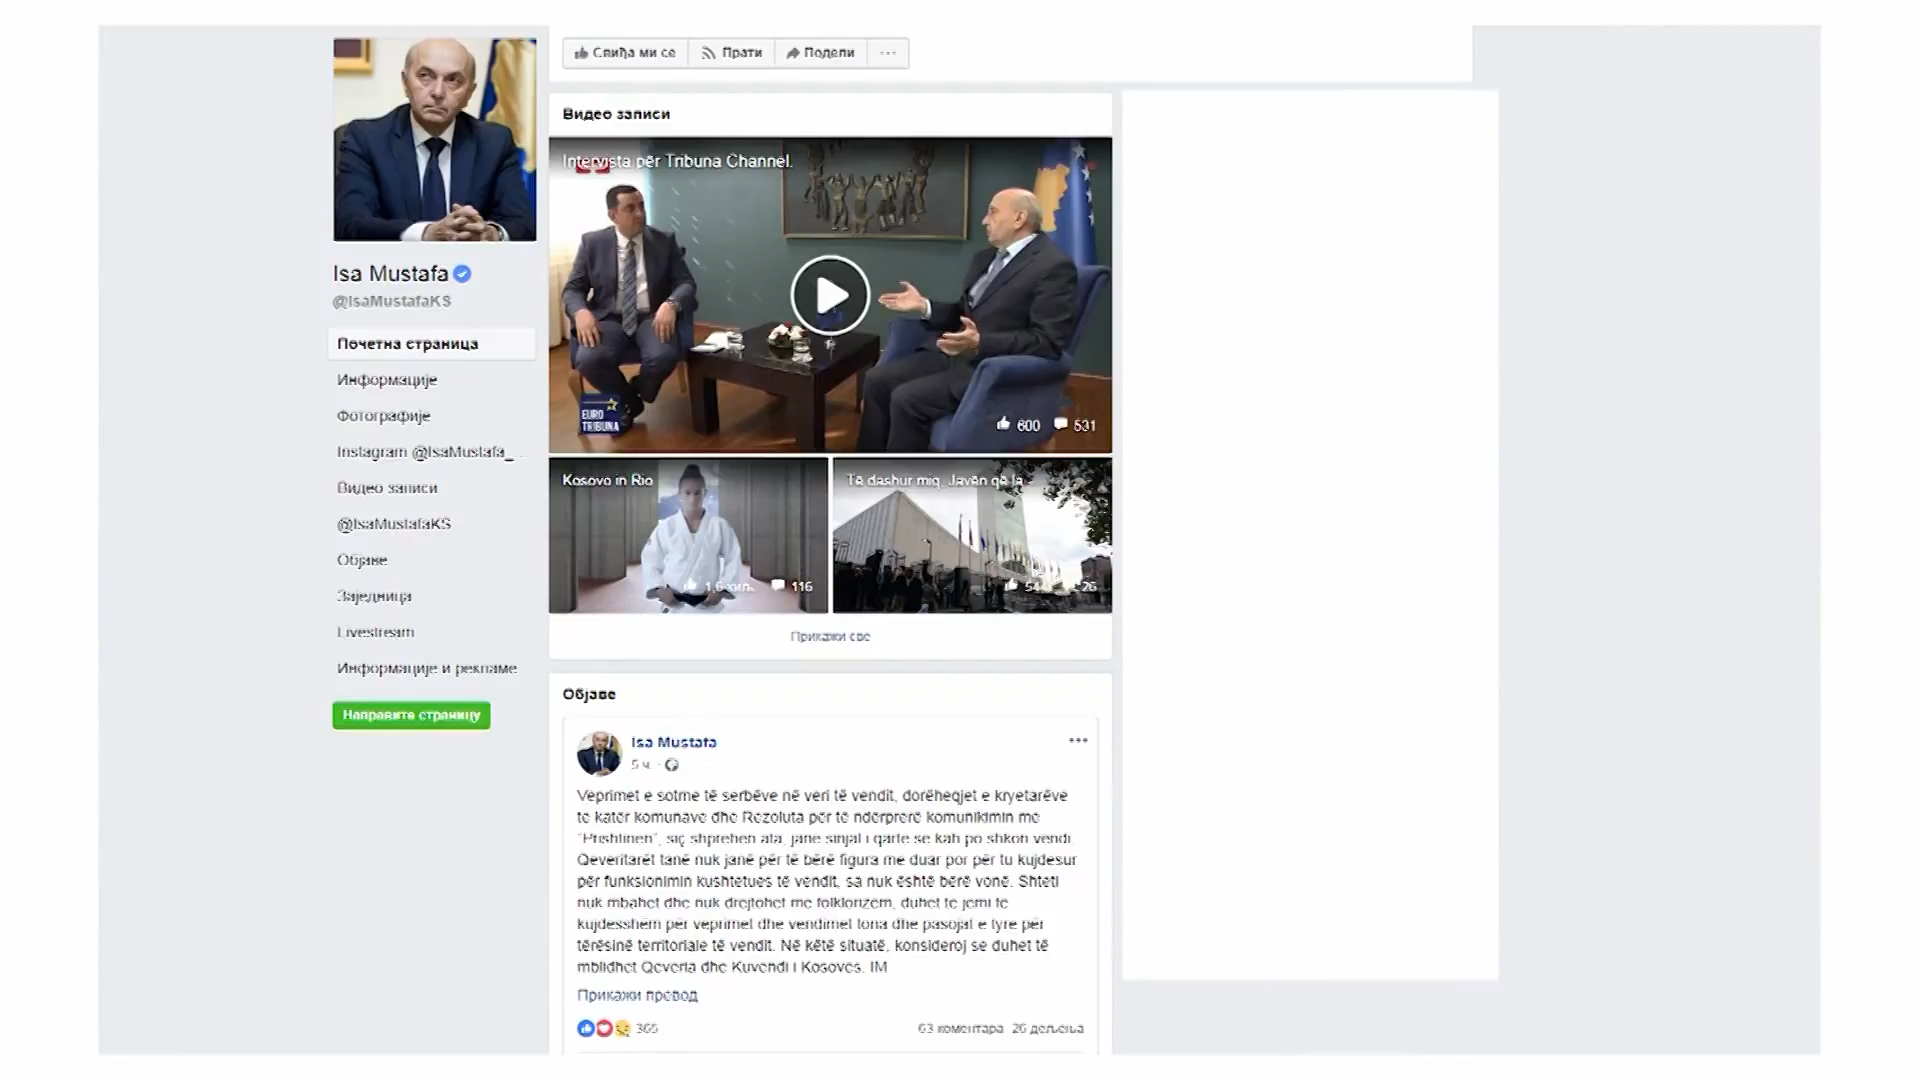 Свиђа ми се Прати Подели ...
Isa Mustafa
@IsaMustafaKS
Почетна страница
Информације
Фотографије
Instagram @IsaMustafa_...
Видео записи
@IsaMustafaKS
Објаве
Заједница
Livestream
Информације и рекламе
Направите страницу
Видео записи
Intervista për Tribuna Channel.
EURO
TRIBUNA
600 531
Kosovo in Rio
1,6 хиљ. 116
Të dashur miq, Javën që la
54 26
Прикажи све
Објаве
Isa Mustafa
5 ч. ·
Veprimet e sotme të serbëve në veri të vendit, dorëheqjet e kryetarëve
të katër komunave dhe Rezoluta për të ndërprerë komunikimin me
"Prishtinën", siç shprehen ata, janë sinjal i qartë se kah po shkon vendi.
Qeveritarët tanë nuk janë për të bërë figura me duar por për tu kujdesur
për funksionimin kushtetues të vendit, sa nuk është bërë vonë. Shteti
nuk mbahet dhe nuk drejtohet me folklorizëm, duhet të jemi të
kujdesshëm për veprimet dhe vendimet tona dhe pasojat e tyre për
tërësinë territoriale të vendit. Në këtë situatë, konsideroj se duhet të
mblidhet Qeveria dhe Kuvendi i Kosovës. IM
Прикажи превод
365 63 коментара 26 дељења